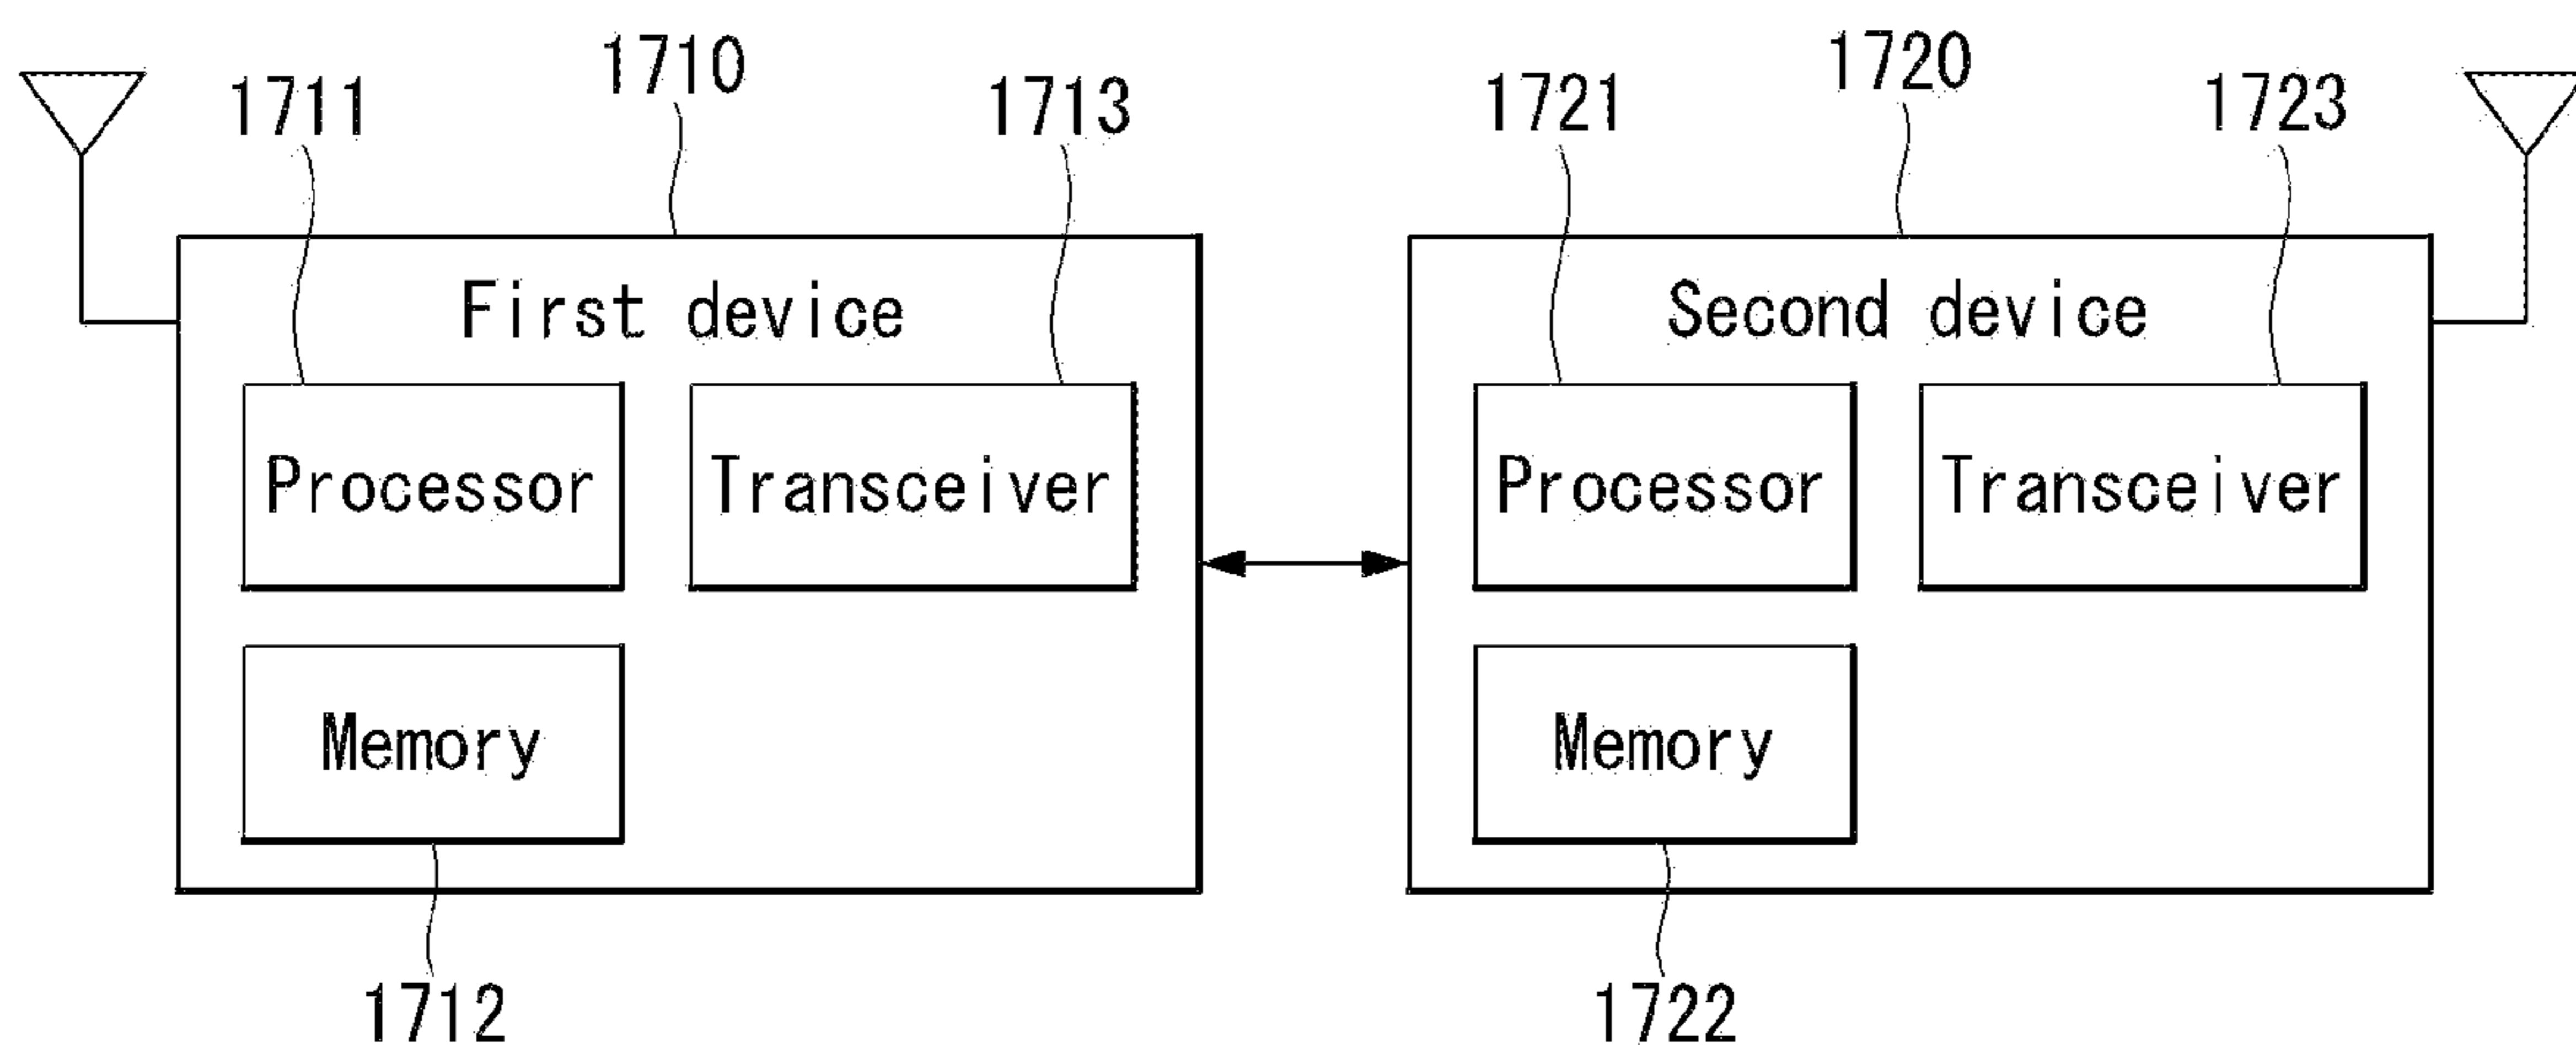 1710
1720
1711
1713
1721
1723
First device
Second device
Processor
Transceiver
Processor
Transceiver
Memory
Memory
1712
1722